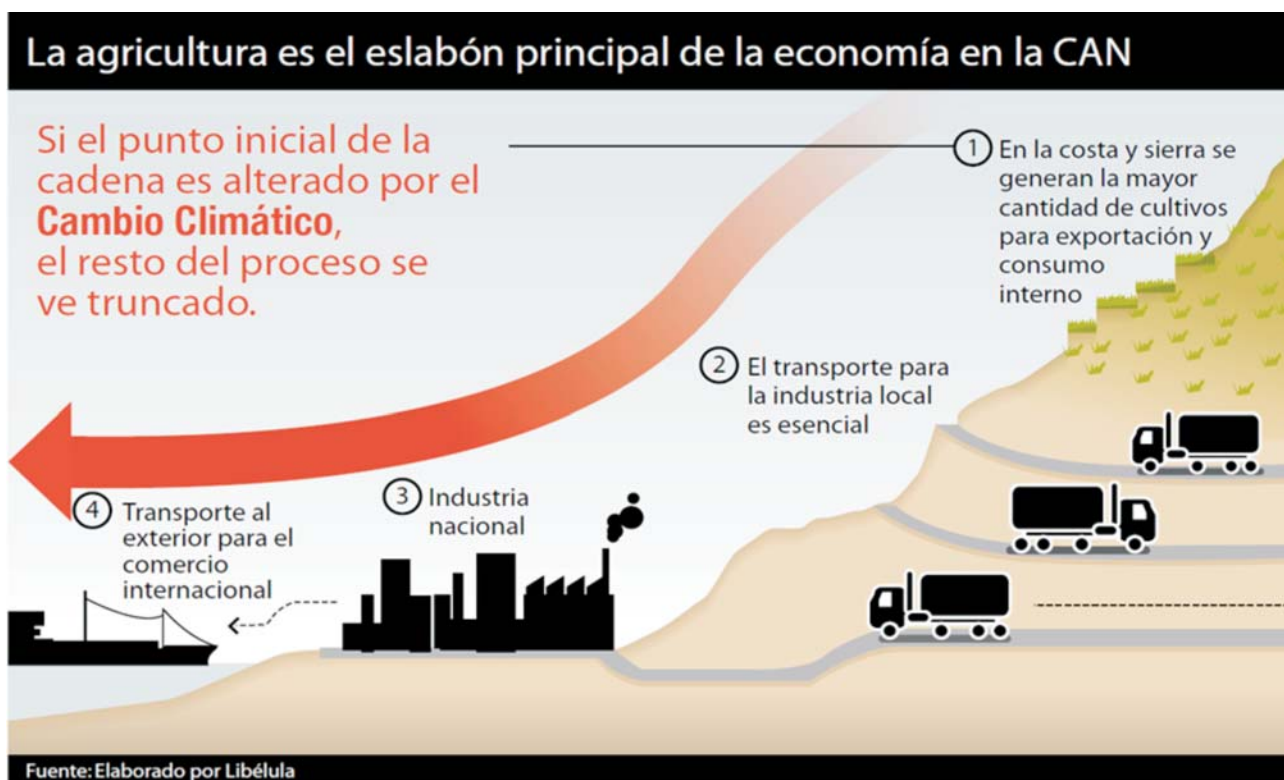 La agricultura es el eslabón principal de la economía en la CAN
Si el punto inicial de la
cadena es alterado por el
Cambio Climático,
el resto del proceso se
ve truncado.
1 En la costa y sierra se
generan la mayor
cantidad de cultivos
para exportación y
consumo
interno
2 El transporte para
la industria local
es esencial
3 Industria
nacional
4 Transporte al
exterior para el
comercio
internacional
Fuente: Elaborado por Libélula